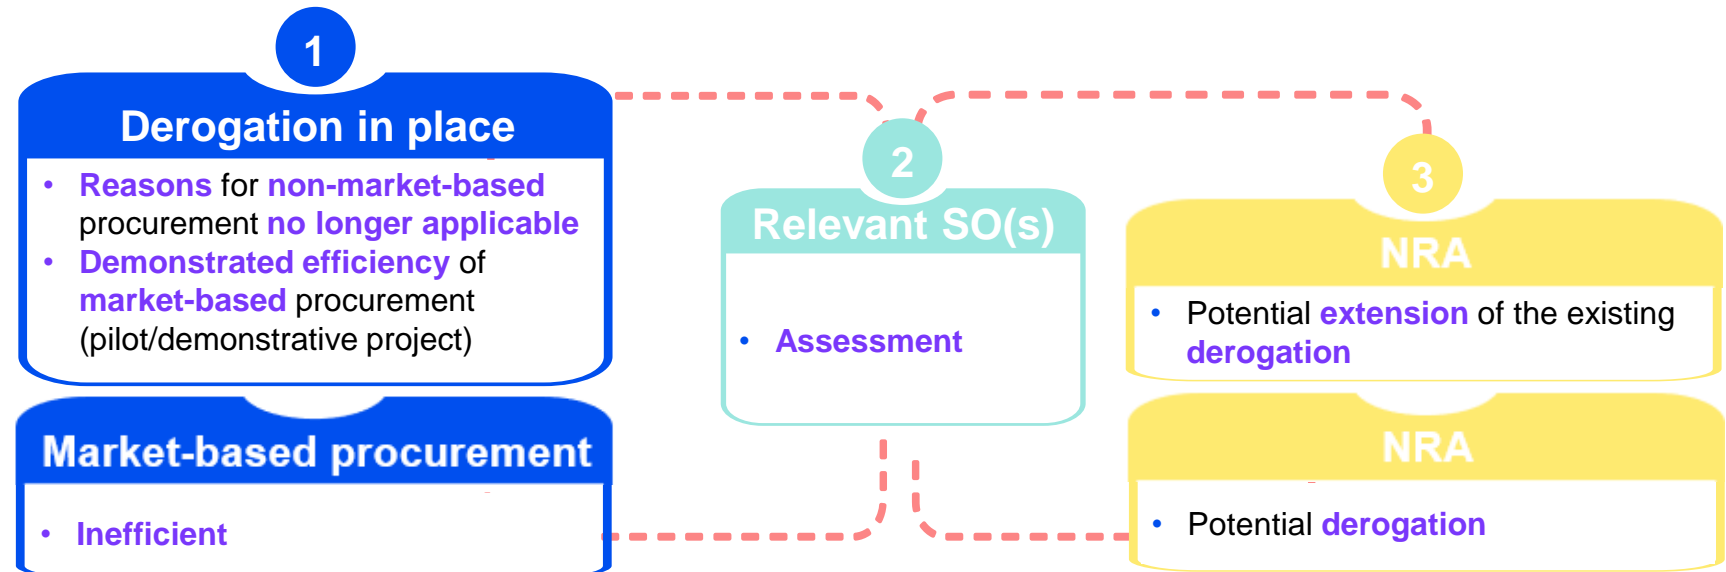 1
Derogation in place
• Reasons for non-market-based
procurement no longer applicable
• Demonstrated efficiency of
market-based procurement
(pilot/demonstrative project)
Market-based procurement
• Inefficient
2
Relevant SO(s)
• Assessment
3
NRA
• Potential extension of the existing
derogation
NRA
• Potential derogation